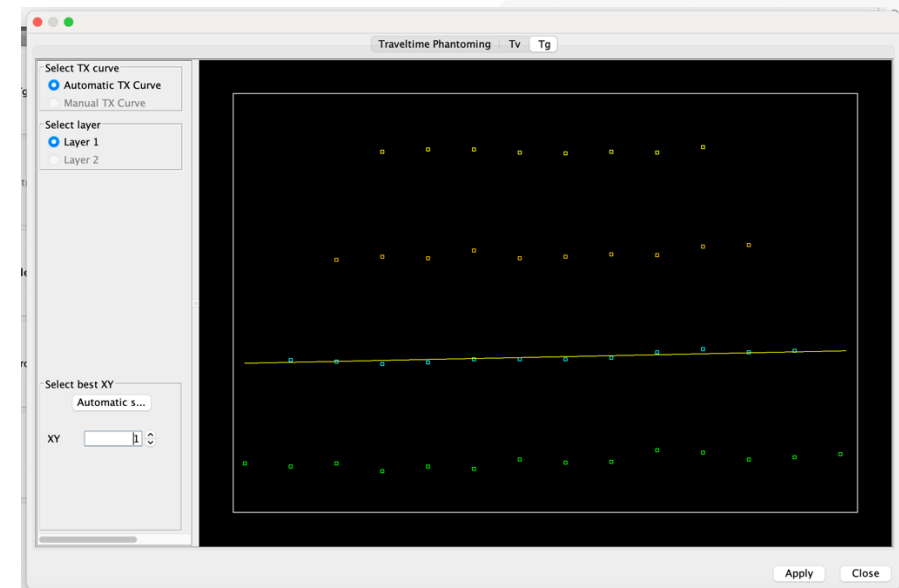 Traveltime Phantoming Tv Tg
Select TX curve
Automatic TX Curve
Manual TX Curve
Select layer
Layer 1
Layer 2
Select best XY
Automatic s...
XY 1
Apply Close